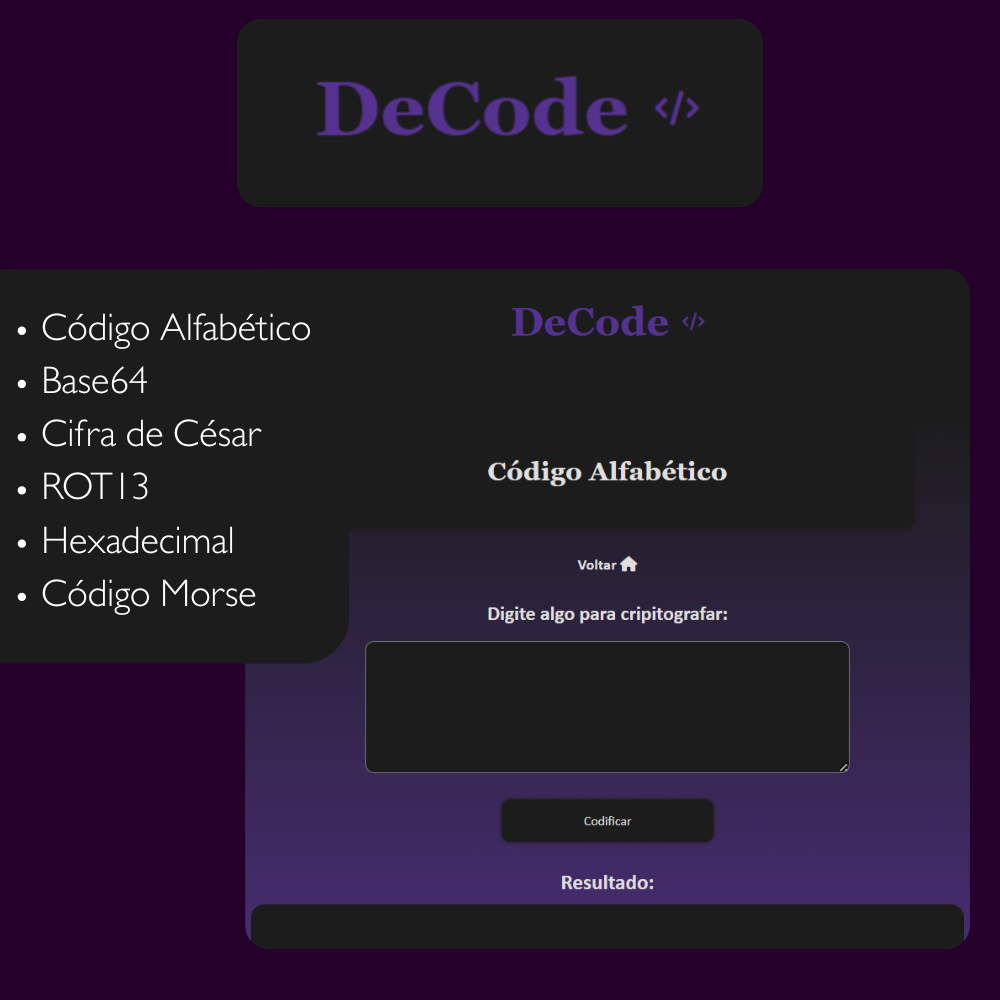 DeCode </>
• Código Alfabético
• Base64
• Cifra de César
• ROT13
• Hexadecimal
• Código Morse
DeCode </>
Código Alfabético
Voltar
Digite algo para cripitografar:
Codificar
Resultado: